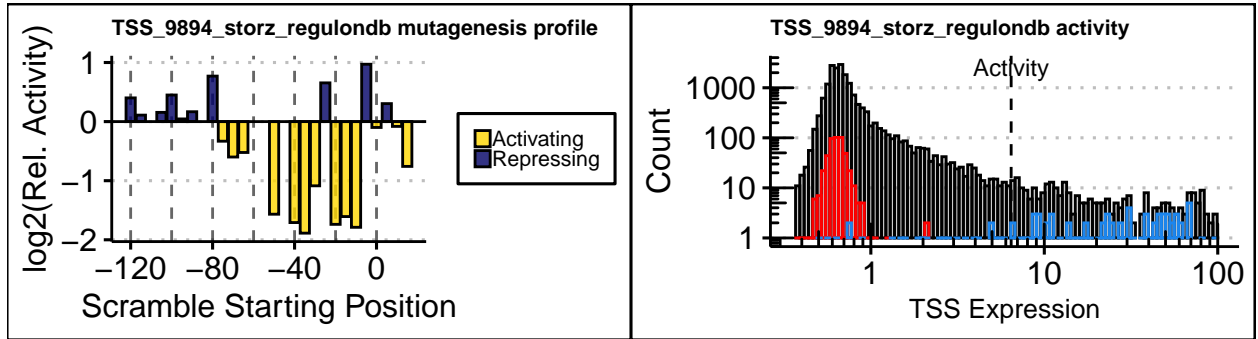 TSS_9894_storz_regulondb mutagenesis profile
log2(Rel. Activity)
1
0
−1
−2
−120
−80
−40
0
Scramble Starting Position
Activating
Repressing
TSS_9894_storz_regulondb activity
Activity
Count
1000
100
10
1
1
10
100
TSS Expression